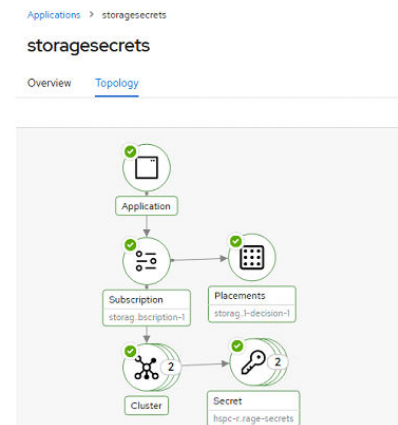 Applications > storagesecrets
storagesecrets
Overview Topology
Application
Subscription
storag..bscription-1
Placements
storag..1-decision-1
2
Cluster
2
Secret
hspc-r..rage-secrets